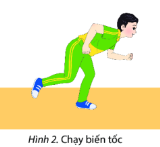 Hình 2. Chạy biến tốc